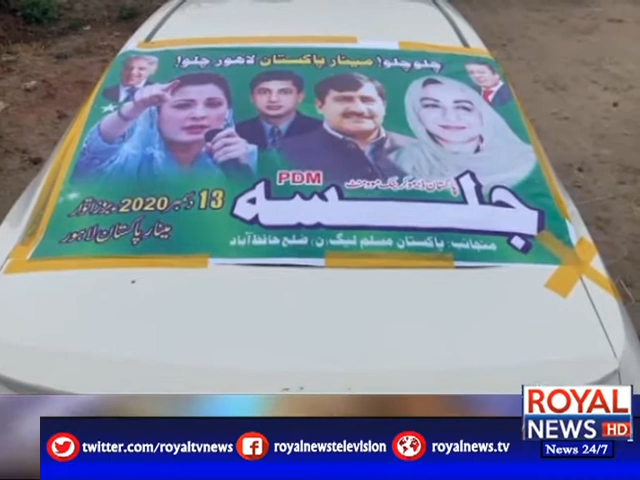 چلو چلو! مینار پاکستان لاہور چلو!
PDM
پاکستان ڈیموکریٹک موومنٹ
جلسہ
13 دسمبر 2020 بروز اتوار
مینار پاکستان لاہور
منجانب: پاکستان مسلم لیگ (ن) ضلع حافظ آباد
ROYAL
NEWS HD
News 24/7
twitter.com/royaltvnews
royalnewstelevision
royalnews.tv